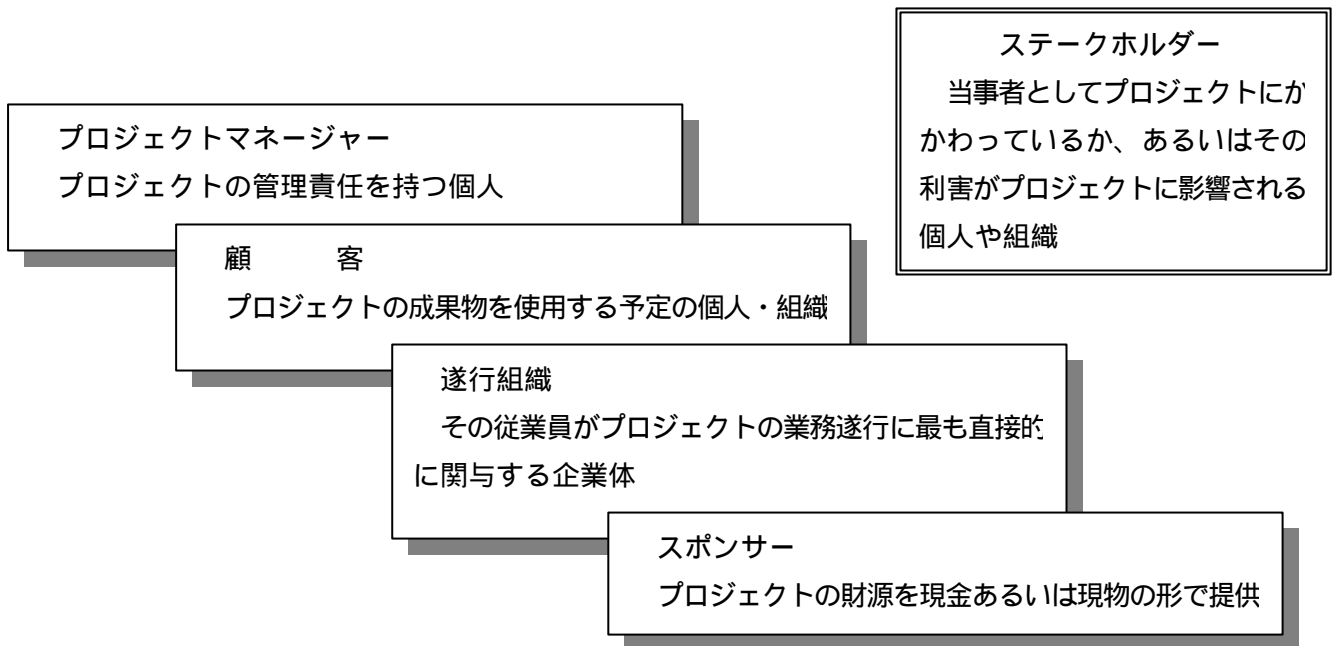 ステークホルダー
当事者としてプロジェクトにか
かわっているか、あるいはその
利害がプロジェクトに影響される
個人や組織
プロジェクトマネージャー
プロジェクトの管理責任を持つ個人
顧　　　客
プロジェクトの成果物を使用する予定の個人・組織
遂行組織
その従業員がプロジェクトの業務遂行に最も直接的
に関与する企業体
スポンサー
プロジェクトの財源を現金あるいは現物の形で提供